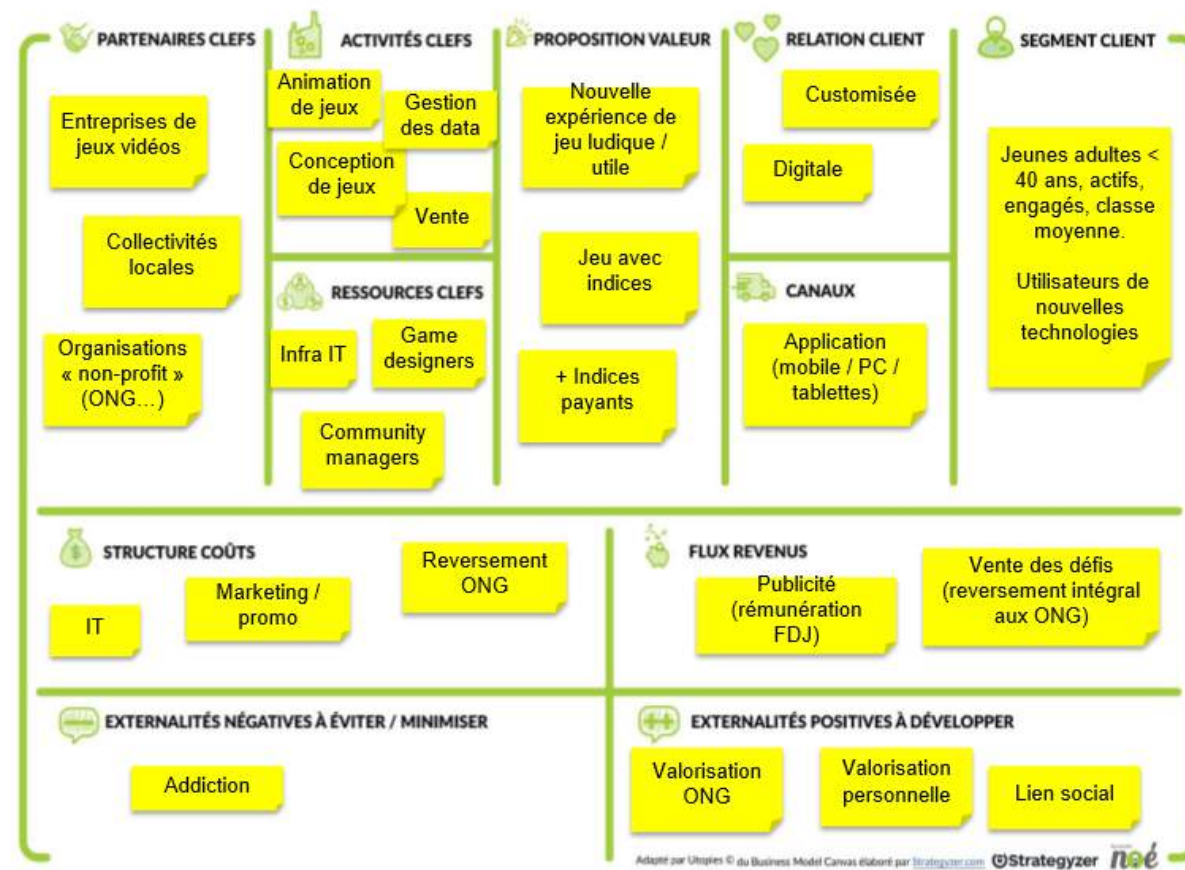 PARTENAIRES CLEFS
Entreprises de
jeux vidéos
Collectivités
locales
Organisations
« non-profit »
(ONG…)
ACTIVITÉS CLEFS
Animation
de jeux
Gestion
des data
Conception
de jeux
Vente
RESSOURCES CLEFS
Infra IT
Game
designers
Community
managers
PROPOSITION VALEUR
Nouvelle
expérience de
jeu ludique /
utile
Jeu avec
indices
+ Indices
payants
RELATION CLIENT
Customisée
Digitale
CANAUX
Application
(mobile / PC /
tablettes)
SEGMENT CLIENT
Jeunes adultes <
40 ans, actifs,
engagés, classe
moyenne.
Utilisateurs de
nouvelles
technologies
STRUCTURE COÛTS
IT
Marketing /
promo
Reversement
ONG
FLUX REVENUS
Publicité
(rémunération
FDJ)
Vente des défis
(reversement intégral
aux ONG)
EXTERNALITÉS NÉGATIVES À ÉVITER / MINIMISER
Addiction
EXTERNALITÉS POSITIVES À DÉVELOPPER
Valorisation
ONG
Valorisation
personnelle
Lien social
Adapté par Utopies © du Business Model Canvas élaboré par Strategyzer.com
Strategyzer
noé